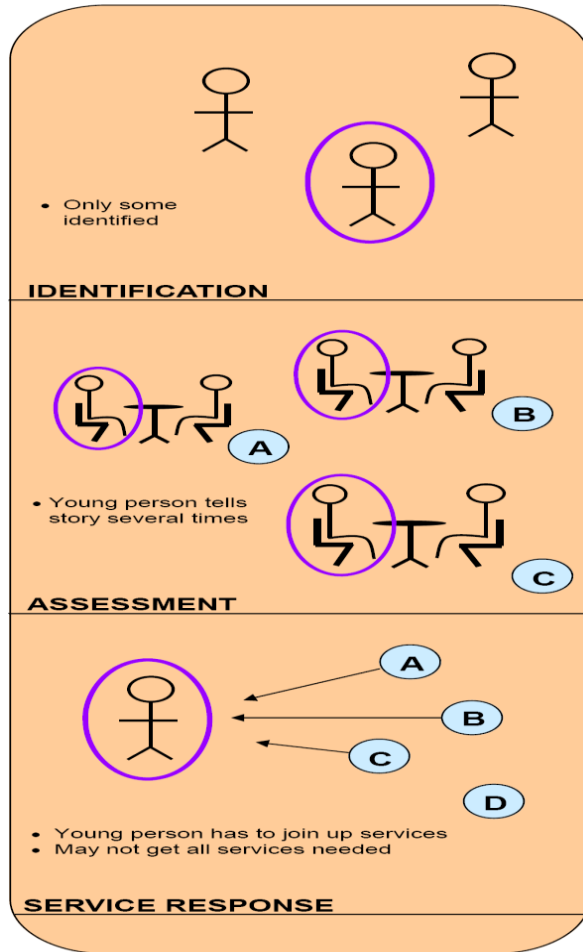 • Only some
identified
IDENTIFICATION
A
B
• Young person tells
story several times
C
ASSESSMENT
A
B
C
D
• Young person has to join up services
• May not get all services needed
SERVICE RESPONSE